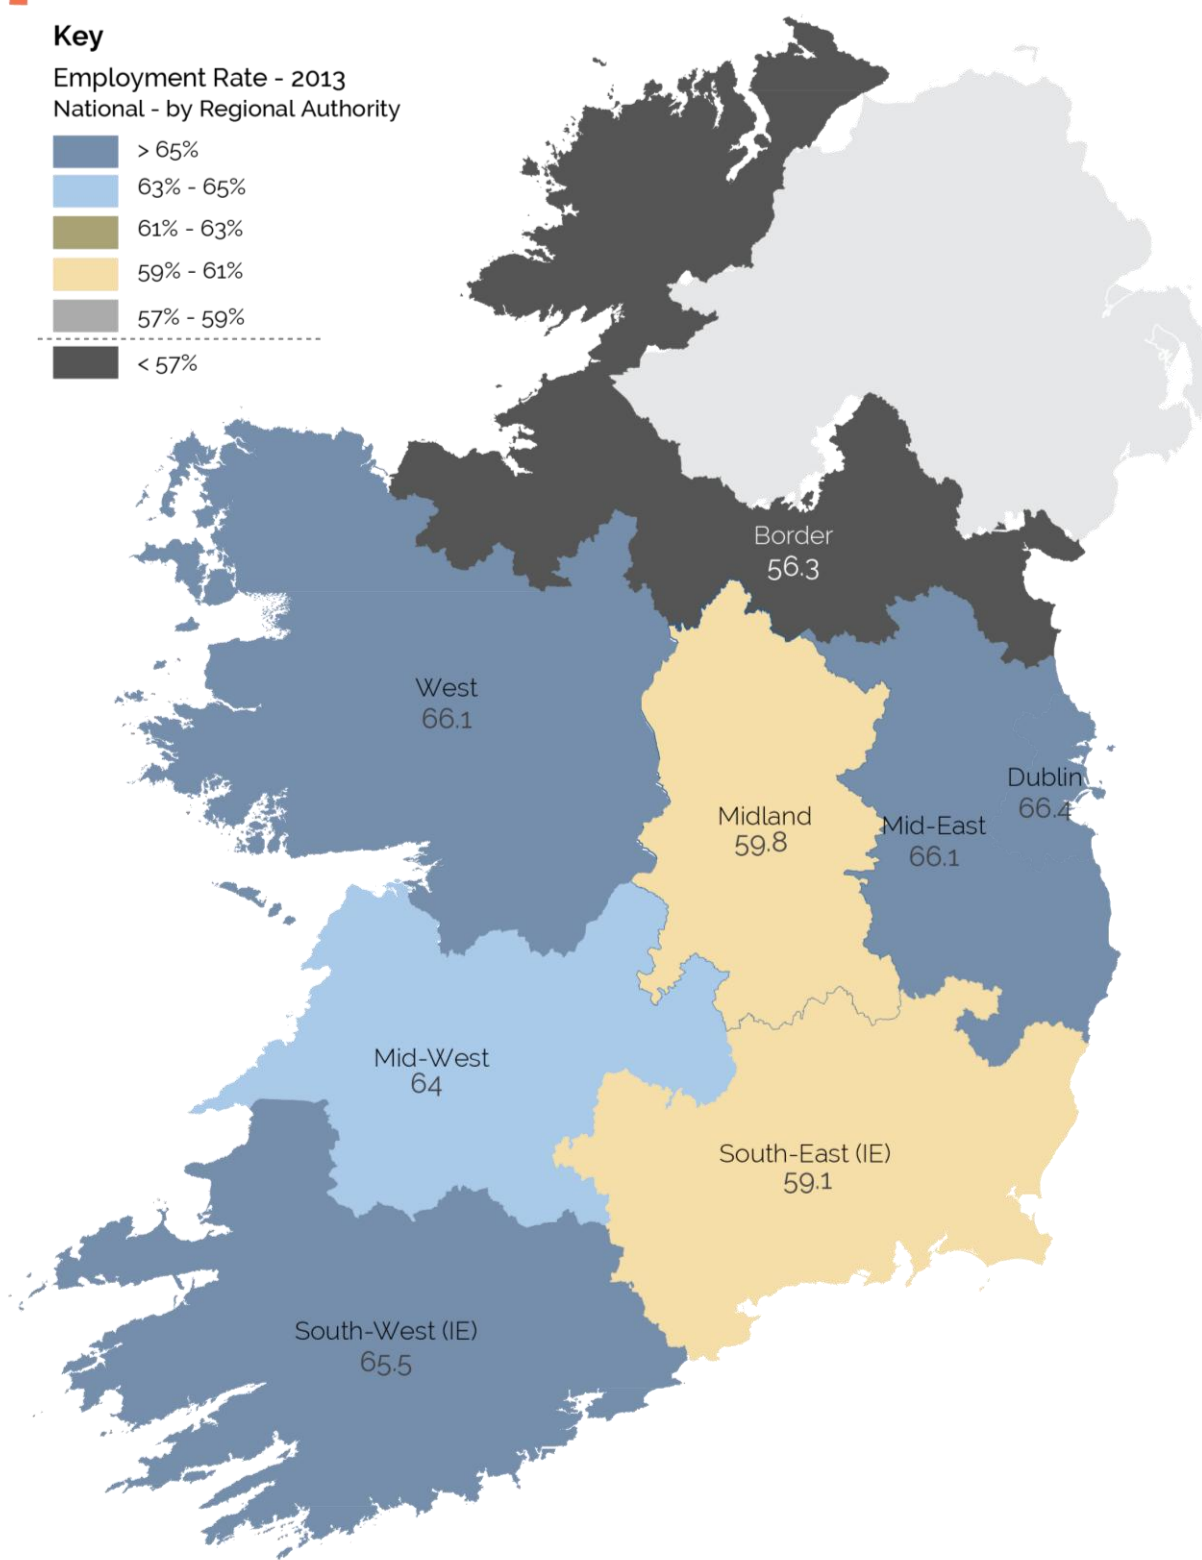 Key
Employment Rate - 2013
National - by Regional Authority
> 65%
63% - 65%
61% - 63%
59% - 61%
57% - 59%
< 57%
Border
56.3
West
66.1
Dublin
66.4
Midland
59.8
Mid-East
66.1
Mid-West
64
South-East (IE)
59.1
South-West (IE)
65.5